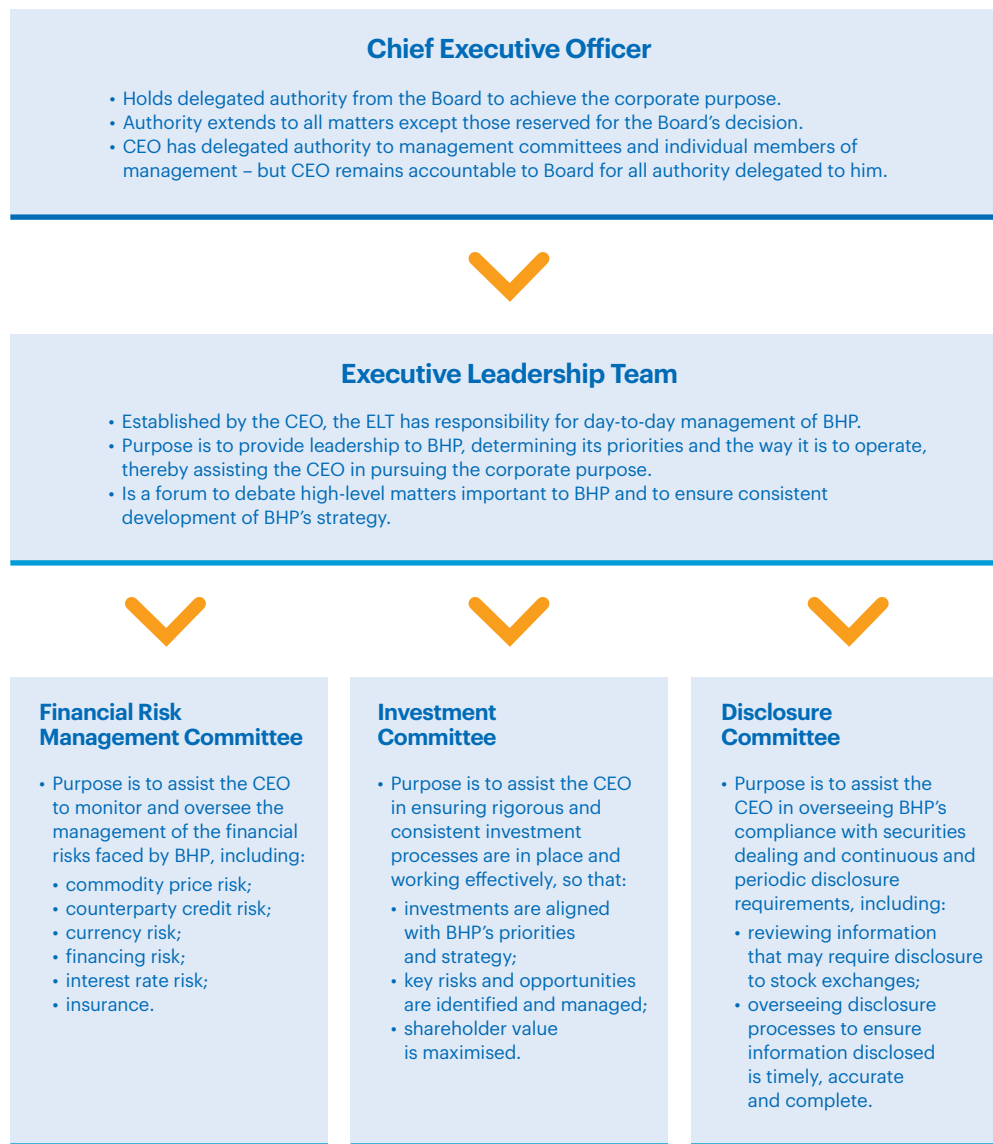 Chief Executive Officer
• Holds delegated authority from the Board to achieve the corporate purpose.
• Authority extends to all matters except those reserved for the Board's decision.
• CEO has delegated authority to management committees and individual members of
management – but CEO remains accountable to Board for all authority delegated to him.
Executive Leadership Team
• Established by the CEO, the ELT has responsibility for day-to-day management of BHP.
• Purpose is to provide leadership to BHP, determining its priorities and the way it is to operate,
thereby assisting the CEO in pursuing the corporate purpose.
• Is a forum to debate high-level matters important to BHP and to ensure consistent
development of BHP's strategy.
Financial Risk
Management Committee
• Purpose is to assist the CEO
to monitor and oversee the
management of the financial
risks faced by BHP, including:
• commodity price risk;
• counterparty credit risk;
• currency risk;
• financing risk;
• interest rate risk;
• insurance.
Investment
Committee
• Purpose is to assist the CEO
in ensuring rigorous and
consistent investment
processes are in place and
working effectively, so that:
• investments are aligned
with BHP's priorities
and strategy;
• key risks and opportunities
are identified and managed;
• shareholder value
is maximised.
Disclosure
Committee
• Purpose is to assist the
CEO in overseeing BHP's
compliance with securities
dealing and continuous and
periodic disclosure
requirements, including:
• reviewing information
that may require disclosure
to stock exchanges;
• overseeing disclosure
processes to ensure
information disclosed
is timely, accurate
and complete.